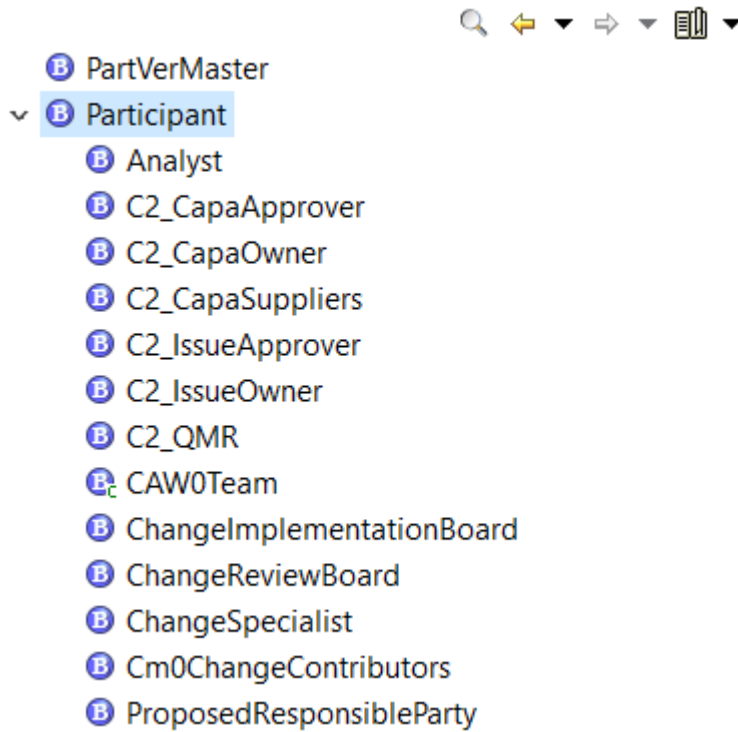 PartVerMaster
Participant
Analyst
C2_CapaApprover
C2_CapaOwner
C2_CapaSuppliers
C2_IssueApprover
C2_IssueOwner
C2_QMR
CAW0Team
ChangeImplementationBoard
ChangeReviewBoard
ChangeSpecialist
Cm0ChangeContributors
ProposedResponsibleParty